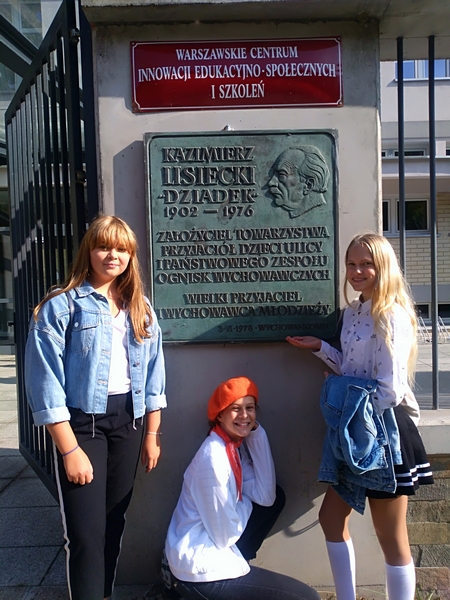 WARSZAWSKIE CENTRUM
INNOWACJI EDUKACYJNO-SPOŁECZNYCH
I SZKOLEŃ
KAZIMIERZ
LISIECKI
-DZIADEK-
1902 — 1976
ZAŁOŻYCIEL TOWARZYSTWA
PRZYJACIÓŁ DZIECI ULICY
I PAŃSTWOWEGO ZESPOŁU
OGNISK WYCHOWAWCZYCH
WIELKI PRZYJACIEL
I WYCHOWAWCA MŁODZIEŻY
WYCHOWANKOWIE